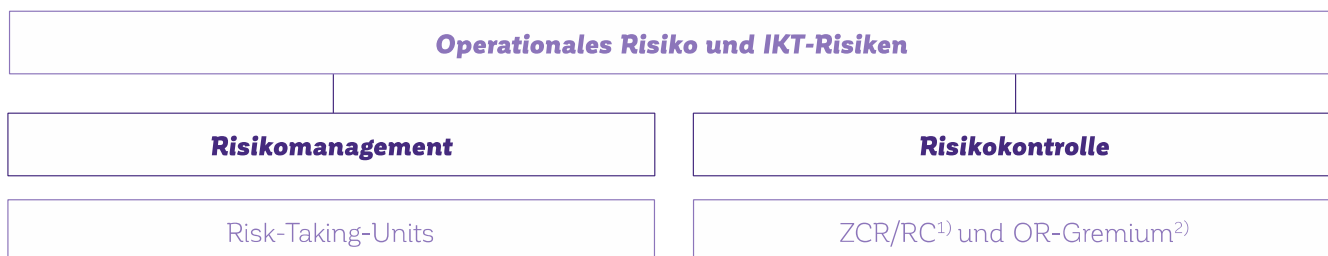 Operationales Risiko und IKT-Risiken
Risikomanagement
Risikokontrolle
Risk-Taking-Units
ZCR/RC1) und OR-Gremium2)